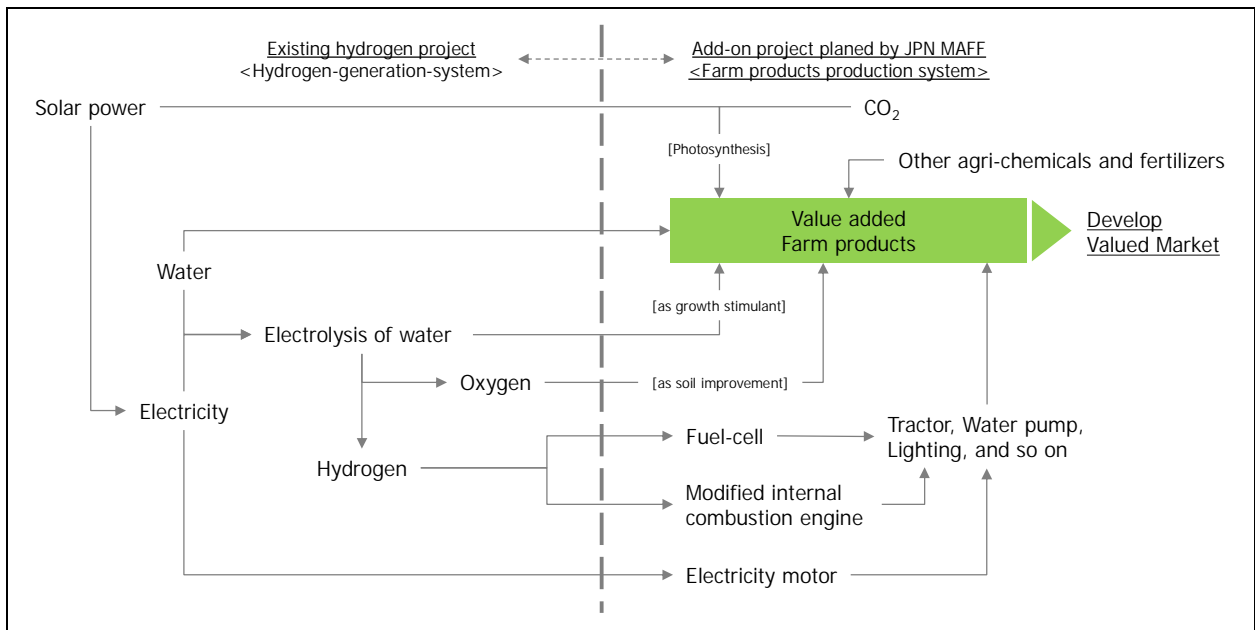 Existing hydrogen project
<Hydrogen-generation-system>
Add-on project planed by JPN MAFF
<Farm products production system>
Solar power
CO₂
[Photosynthesis]
Other agri-chemicals and fertilizers
Value added
Farm products
Develop
Valued Market
Water
[as growth stimulant]
Electrolysis of water
Oxygen
[as soil improvement]
Electricity
Fuel-cell
Tractor, Water pump,
Lighting, and so on
Hydrogen
Modified internal
combustion engine
Electricity motor